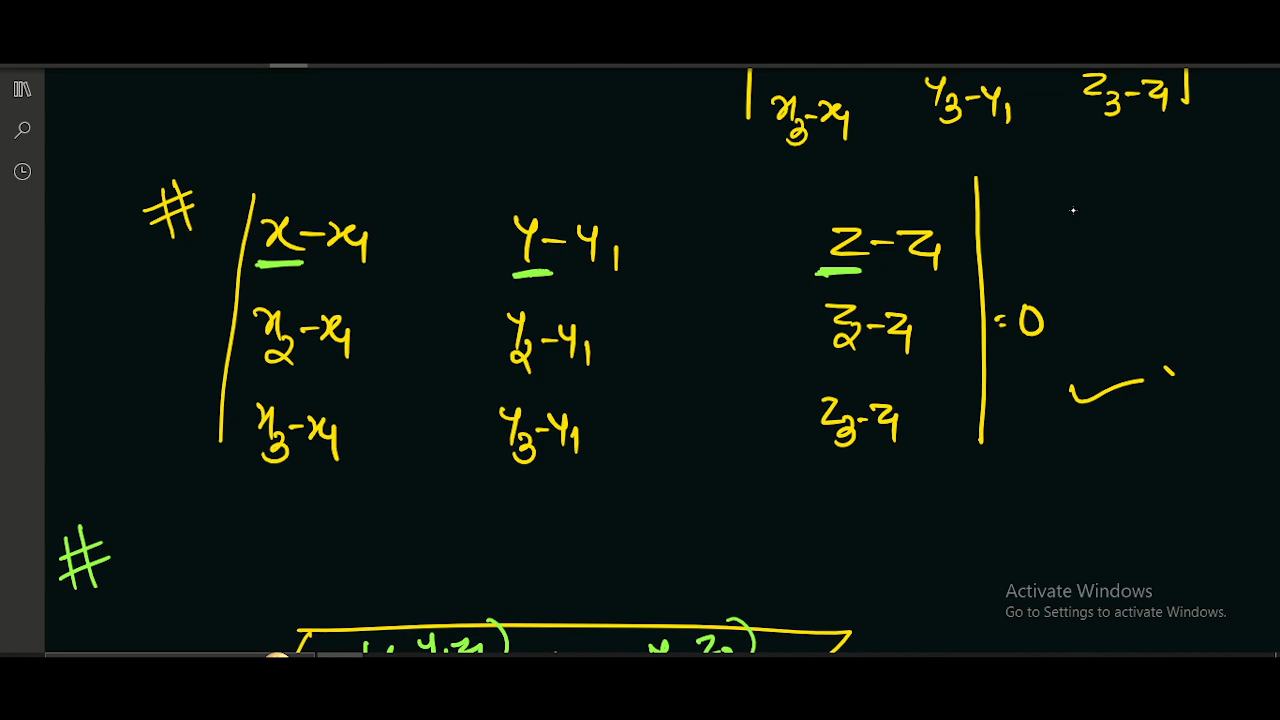 x₃-x₁ y₃-y₁ z₃-z₁
# | x-x₁ y-y₁ z-z₁ |
x₂-x₁ y₂-y₁ z₂-z₁ = 0
x₃-x₁ y₃-y₁ z₃-z₁
#
Activate Windows
Go to Settings to activate Windows.